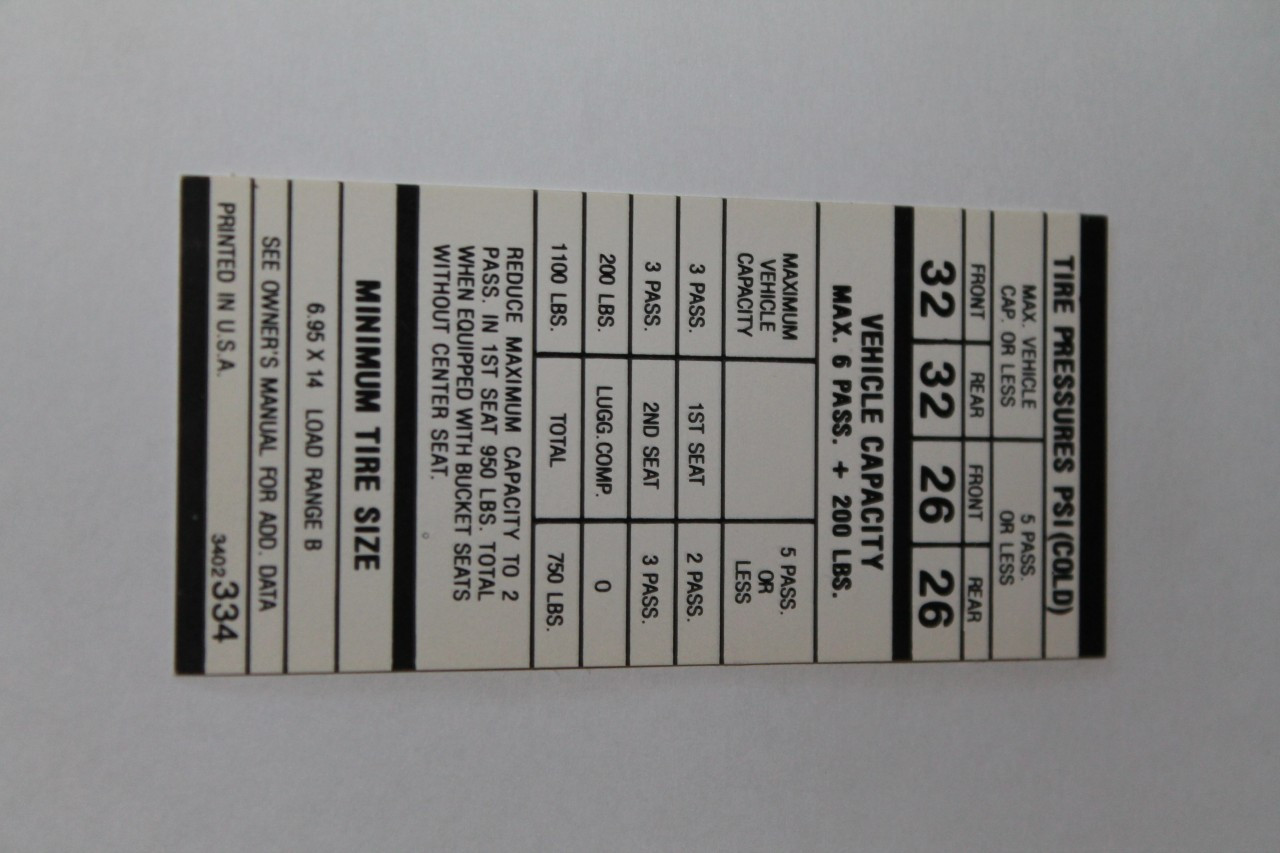 TIRE PRESSURES PSI (COLD)
MAX. VEHICLE CAP. OR LESS
5 PASS. OR LESS
FRONT REAR FRONT REAR
32 32 26 26
VEHICLE CAPACITY
MAX. 6 PASS. + 200 LBS.
MAXIMUM VEHICLE CAPACITY
5 PASS. OR LESS
3 PASS. 1ST SEAT 2 PASS.
3 PASS. 2ND SEAT 3 PASS.
200 LBS. LUGG. COMP. 0
1100 LBS. TOTAL 750 LBS.
REDUCE MAXIMUM CAPACITY TO 2
PASS. IN 1ST SEAT 950 LBS. TOTAL
WHEN EQUIPPED WITH BUCKET SEATS
WITHOUT CENTER SEAT.
MINIMUM TIRE SIZE
6.95 X 14 LOAD RANGE B
SEE OWNER'S MANUAL FOR ADD. DATA
PRINTED IN U.S.A. 3402334